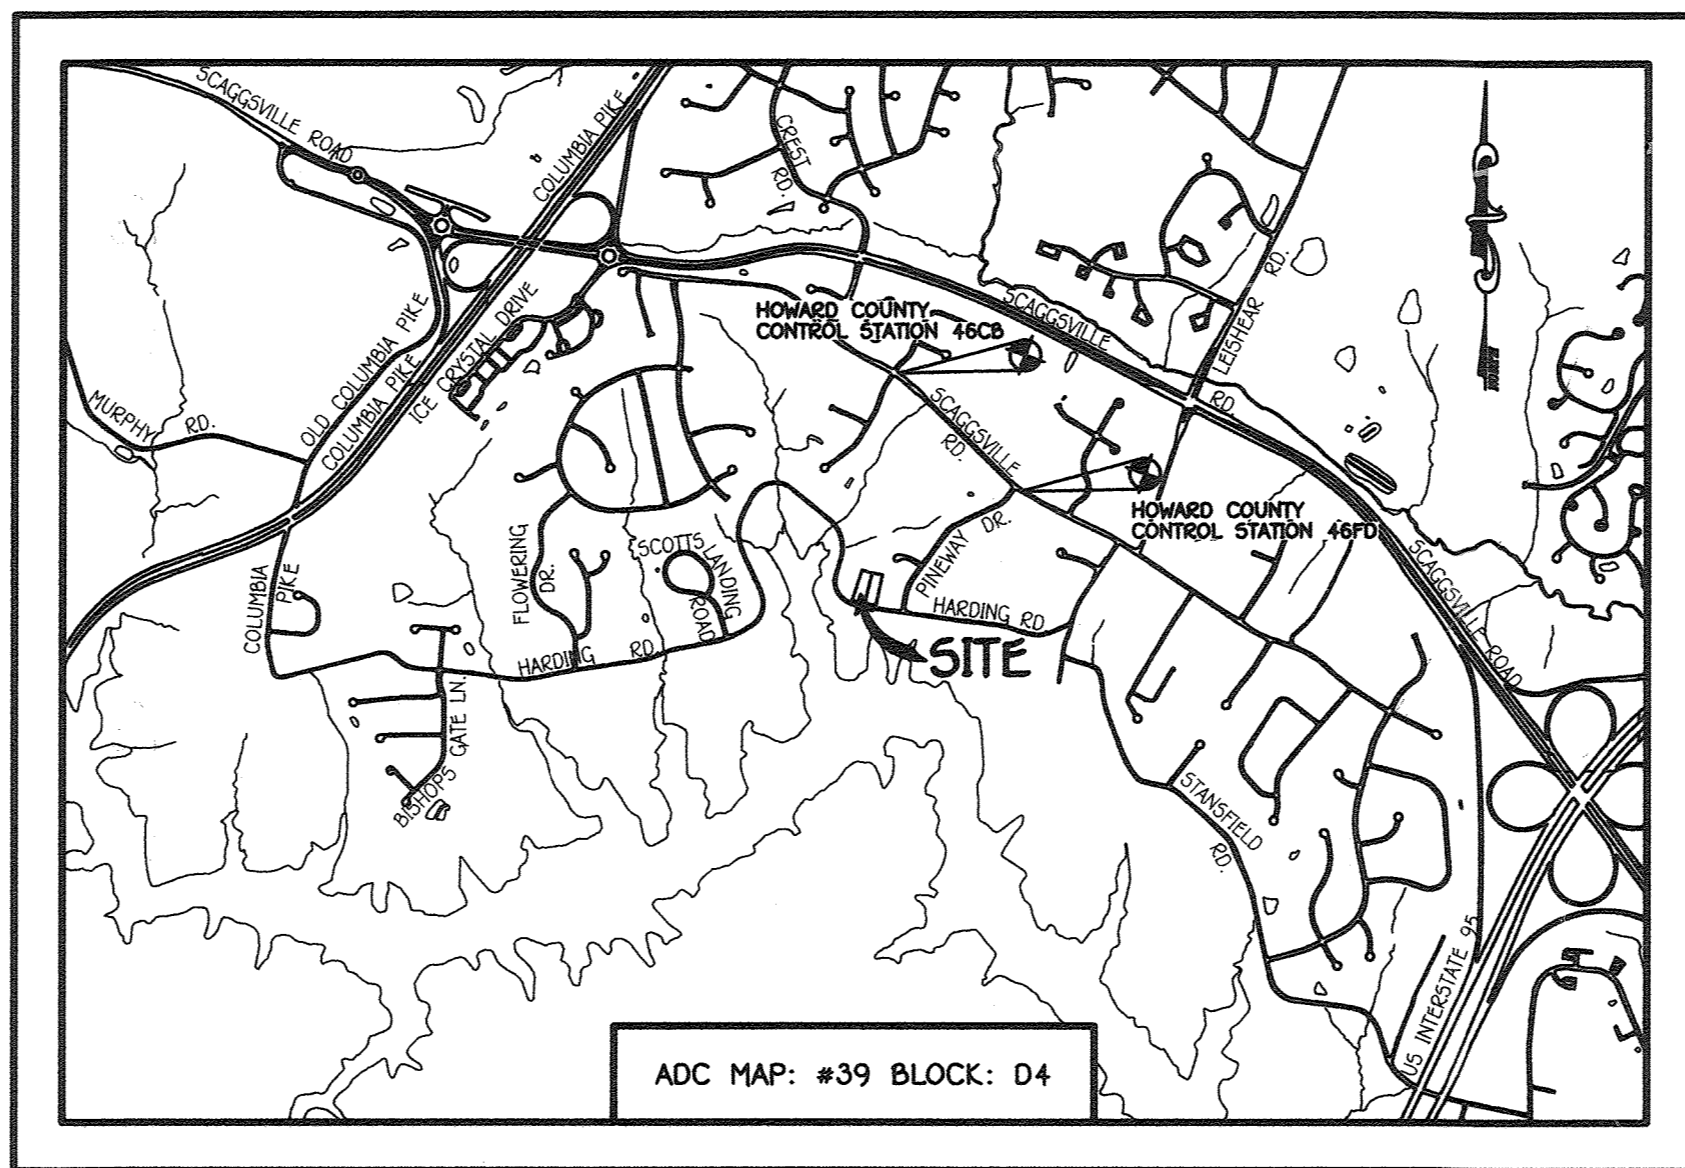 SCAGGSVILLE ROAD
COLUMBIA PIKE
CREST
RD.
LEISHEAR RD.
HOWARD COUNTY
CONTROL STATION 46CB
SCAGGSVILLE
RD.
OLD COLUMBIA PIKE
COLUMBIA PIKE
ICE CRYSTAL DRIVE
MURPHY RD.
SCAGGSVILLE
RD.
HOWARD COUNTY
CONTROL STATION 46FD
SCAGGSVILLE ROAD
COLUMBIA
PIKE
FLOWERING
DR.
SCOTTS LANDING
ROAD
PINEWAY DR.
HARDING RD
HARDING RD.
SITE
BISHOPS GATE LN.
STANSFIELD
RD.
US INTERSTATE 95
ADC MAP: #39 BLOCK: D4